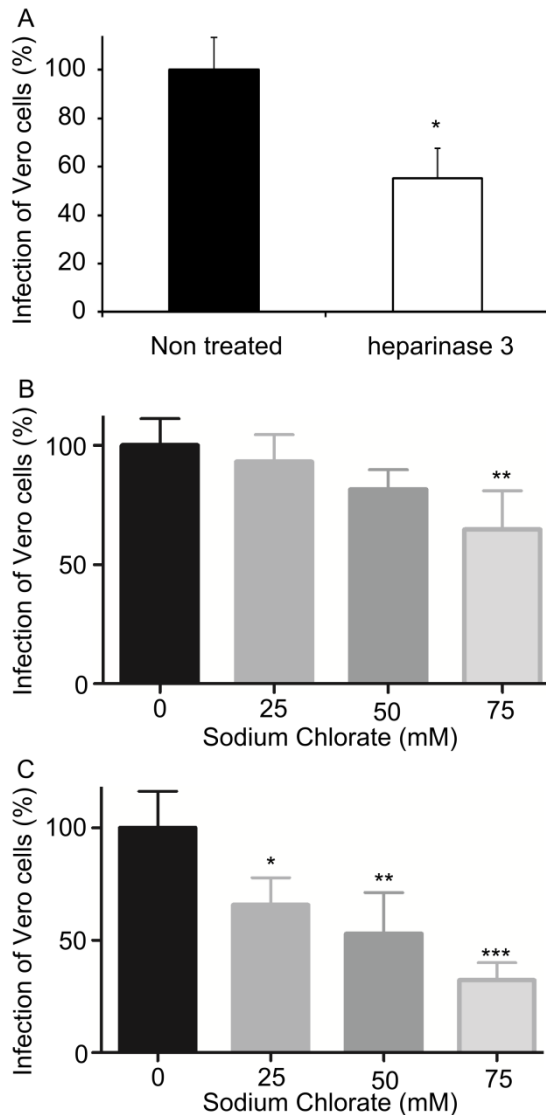 A
Infection of Vero cells (%)
100
80
60
40
20
0
*
Non treated heparinase 3
B
Infection of Vero cells (%)
100
50
0
**
0 25 50 75
Sodium Chlorate (mM)
C
Infection of Vero cells (%)
100
50
0
* ** ***
0 25 50 75
Sodium Chlorate (mM)